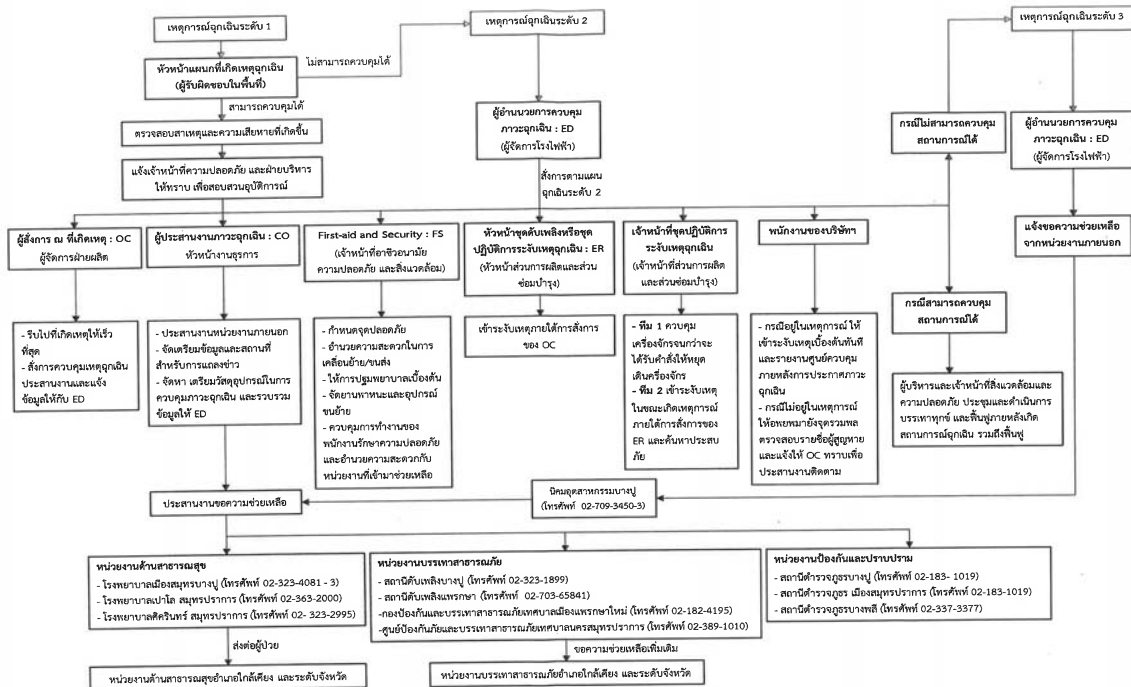 เหตุการณ์ฉุกเฉินระดับ 1
เหตุการณ์ฉุกเฉินระดับ 2
เหตุการณ์ฉุกเฉินระดับ 3
หัวหน้าแผนกที่เกิดเหตุฉุกเฉิน
(ผู้รับผิดชอบในพื้นที่)
ไม่สามารถควบคุมได้
สามารถควบคุมได้
ตรวจสอบสาเหตุและความเสียหายที่เกิดขึ้น
แจ้งเจ้าหน้าที่ความปลอดภัย และฝ่ายบริหาร
ให้ทราบ เพื่อสอบสวนอุบัติการณ์
ผู้อำนวยการควบคุม
ภาวะฉุกเฉิน : ED
(ผู้จัดการโรงไฟฟ้า)
สั่งการตามแผน
ฉุกเฉินระดับ 2
กรณีไม่สามารถควบคุม
สถานการณ์ได้
ผู้อำนวยการควบคุม
ภาวะฉุกเฉิน : ED
(ผู้จัดการโรงไฟฟ้า)
ผู้สั่งการ ณ ที่เกิดเหตุ : OC
ผู้จัดการฝ่ายผลิต
ผู้ประสานงานภาวะฉุกเฉิน : CO
หัวหน้างานธุรการ
First-aid and Security : FS
(เจ้าหน้าที่อาชีวอนามัย
ความปลอดภัย และสิ่งแวดล้อม)
หัวหน้าชุดดับเพลิงหรือชุด
ปฏิบัติการระงับเหตุฉุกเฉิน : ER
(หัวหน้าส่วนการผลิตและส่วน
ซ่อมบำรุง)
เจ้าหน้าที่ชุดปฏิบัติการ
ระงับเหตุฉุกเฉิน
(เจ้าหน้าที่ส่วนการผลิต
และส่วนซ่อมบำรุง)
พนักงานของบริษัทฯ
แจ้งขอความช่วยเหลือ
จากหน่วยงานภายนอก
กรณีสามารถควบคุม
สถานการณ์ได้
- รีบไปที่เกิดเหตุให้เร็ว
ที่สุด
- สั่งการควบคุมเหตุฉุกเฉิน
ประสานงานและแจ้ง
ข้อมูลให้กับ ED
- ประสานงานหน่วยงานภายนอก
- จัดเตรียมข้อมูลและสถานที่
สำหรับการแถลงข่าว
- จัดหา เตรียมวัสดุอุปกรณ์ในการ
ควบคุมภาวะฉุกเฉิน และรวบรวม
ข้อมูลให้ ED
- กำหนดจุดปลอดภัย
- อำนวยความสะดวกในการ
เคลื่อนย้าย/ขนส่ง
- ให้การปฐมพยาบาลเบื้องต้น
- จัดยานพาหนะและอุปกรณ์
ขนย้าย
- ควบคุมการทำงานของ
พนักงานรักษาความปลอดภัย
และอำนวยความสะดวกกับ
หน่วยงานที่เข้ามาช่วยเหลือ
เข้าระงับเหตุภายใต้การสั่งการ
ของ OC
- ทีม 1 ควบคุม
เครื่องจักรจนกว่าจะ
ได้รับคำสั่งให้หยุด
เดินเครื่องจักร
- ทีม 2 เข้าระงับเหตุ
ในขณะเกิดเหตุการณ์
ภายใต้การสั่งการของ
ER และค้นหาประสบ
ภัย
- กรณีอยู่ในเหตุการณ์ ให้
เข้าระงับเหตุเบื้องต้นทันที
และรายงานศูนย์ควบคุม
ภายหลังการประกาศภาวะ
ฉุกเฉิน
- กรณีไม่อยู่ในเหตุการณ์
ให้อพยพมายังจุดรวมพล
ตรวจสอบรายชื่อผู้สูญหาย
และแจ้งให้ OC ทราบเพื่อ
ประสานงานติดตาม
ผู้บริหารและเจ้าหน้าที่สิ่งแวดล้อมและ
ความปลอดภัย ประชุมและดำเนินการ
บรรเทาทุกข์ และฟื้นฟูภายหลังเกิด
สถานการณ์ฉุกเฉิน รวมถึงฟื้นฟู
ประสานงานขอความช่วยเหลือ
นิคมอุตสาหกรรมบางปู
(โทรศัพท์ 02-709-3450-3)
หน่วยงานด้านสาธารณสุข
- โรงพยาบาลเมืองสมุทรบางปู (โทรศัพท์ 02-323-4081 - 3)
- โรงพยาบาลเปาโล สมุทรปราการ (โทรศัพท์ 02-363-2000)
- โรงพยาบาลศิครินทร์ สมุทรปราการ (โทรศัพท์ 02- 323-2995)
หน่วยงานบรรเทาสาธารณภัย
- สถานีดับเพลิงบางปู (โทรศัพท์ 02-323-1899)
- สถานีดับเพลิงแพรกษา (โทรศัพท์ 02-703-65841)
-กองป้องกันและบรรเทาสาธารณภัยเทศบาลเมืองแพรกษาใหม่ (โทรศัพท์ 02-182-4195)
-ศูนย์ป้องกันภัยและบรรเทาสาธารณภัยเทศบาลนครสมุทรปราการ (โทรศัพท์ 02-389-1010)
หน่วยงานป้องกันและปราบปราม
- สถานีตำรวจภูธรบางปู (โทรศัพท์ 02-183- 1019)
- สถานีตำรวจภูธร เมืองสมุทรปราการ (โทรศัพท์ 02-183-1019)
- สถานีตำรวจภูธรบางพลี (โทรศัพท์ 02-337-3377)
ส่งต่อผู้ป่วย
ขอความช่วยเหลือเพิ่มเติม
หน่วยงานด้านสาธารณสุขอำเภอใกล้เคียง และระดับจังหวัด
หน่วยงานบรรเทาสาธารณภัยอำเภอใกล้เคียง และระดับจังหวัด